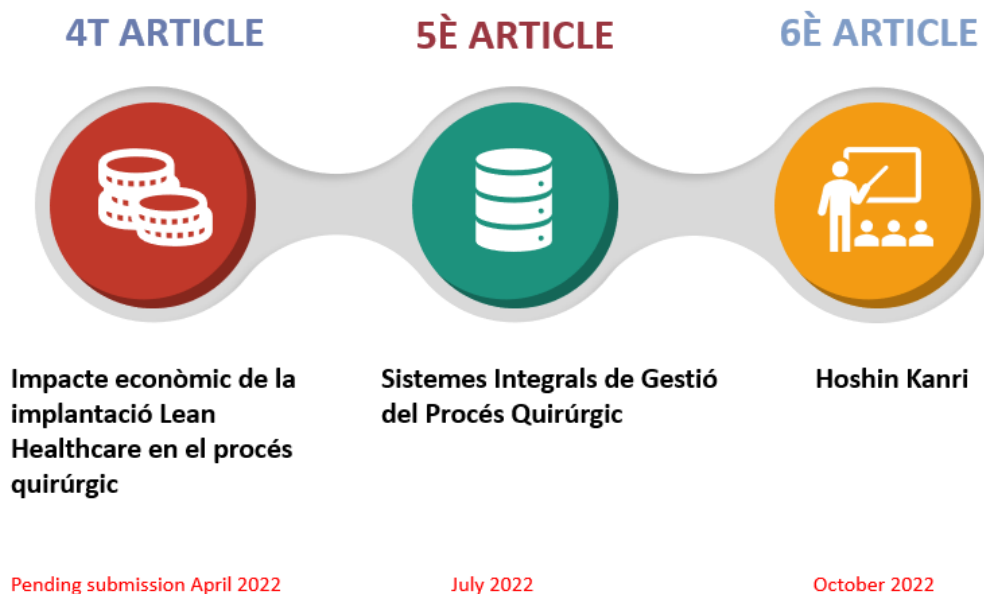 4T ARTICLE
5È ARTICLE
6È ARTICLE
Impacte econòmic de la
implantació Lean
Healthcare en el procés
quirúrgic
Sistemes Integrals de Gestió
del Procés Quirúrgic
Hoshin Kanri
Pending submission April 2022
July 2022
October 2022